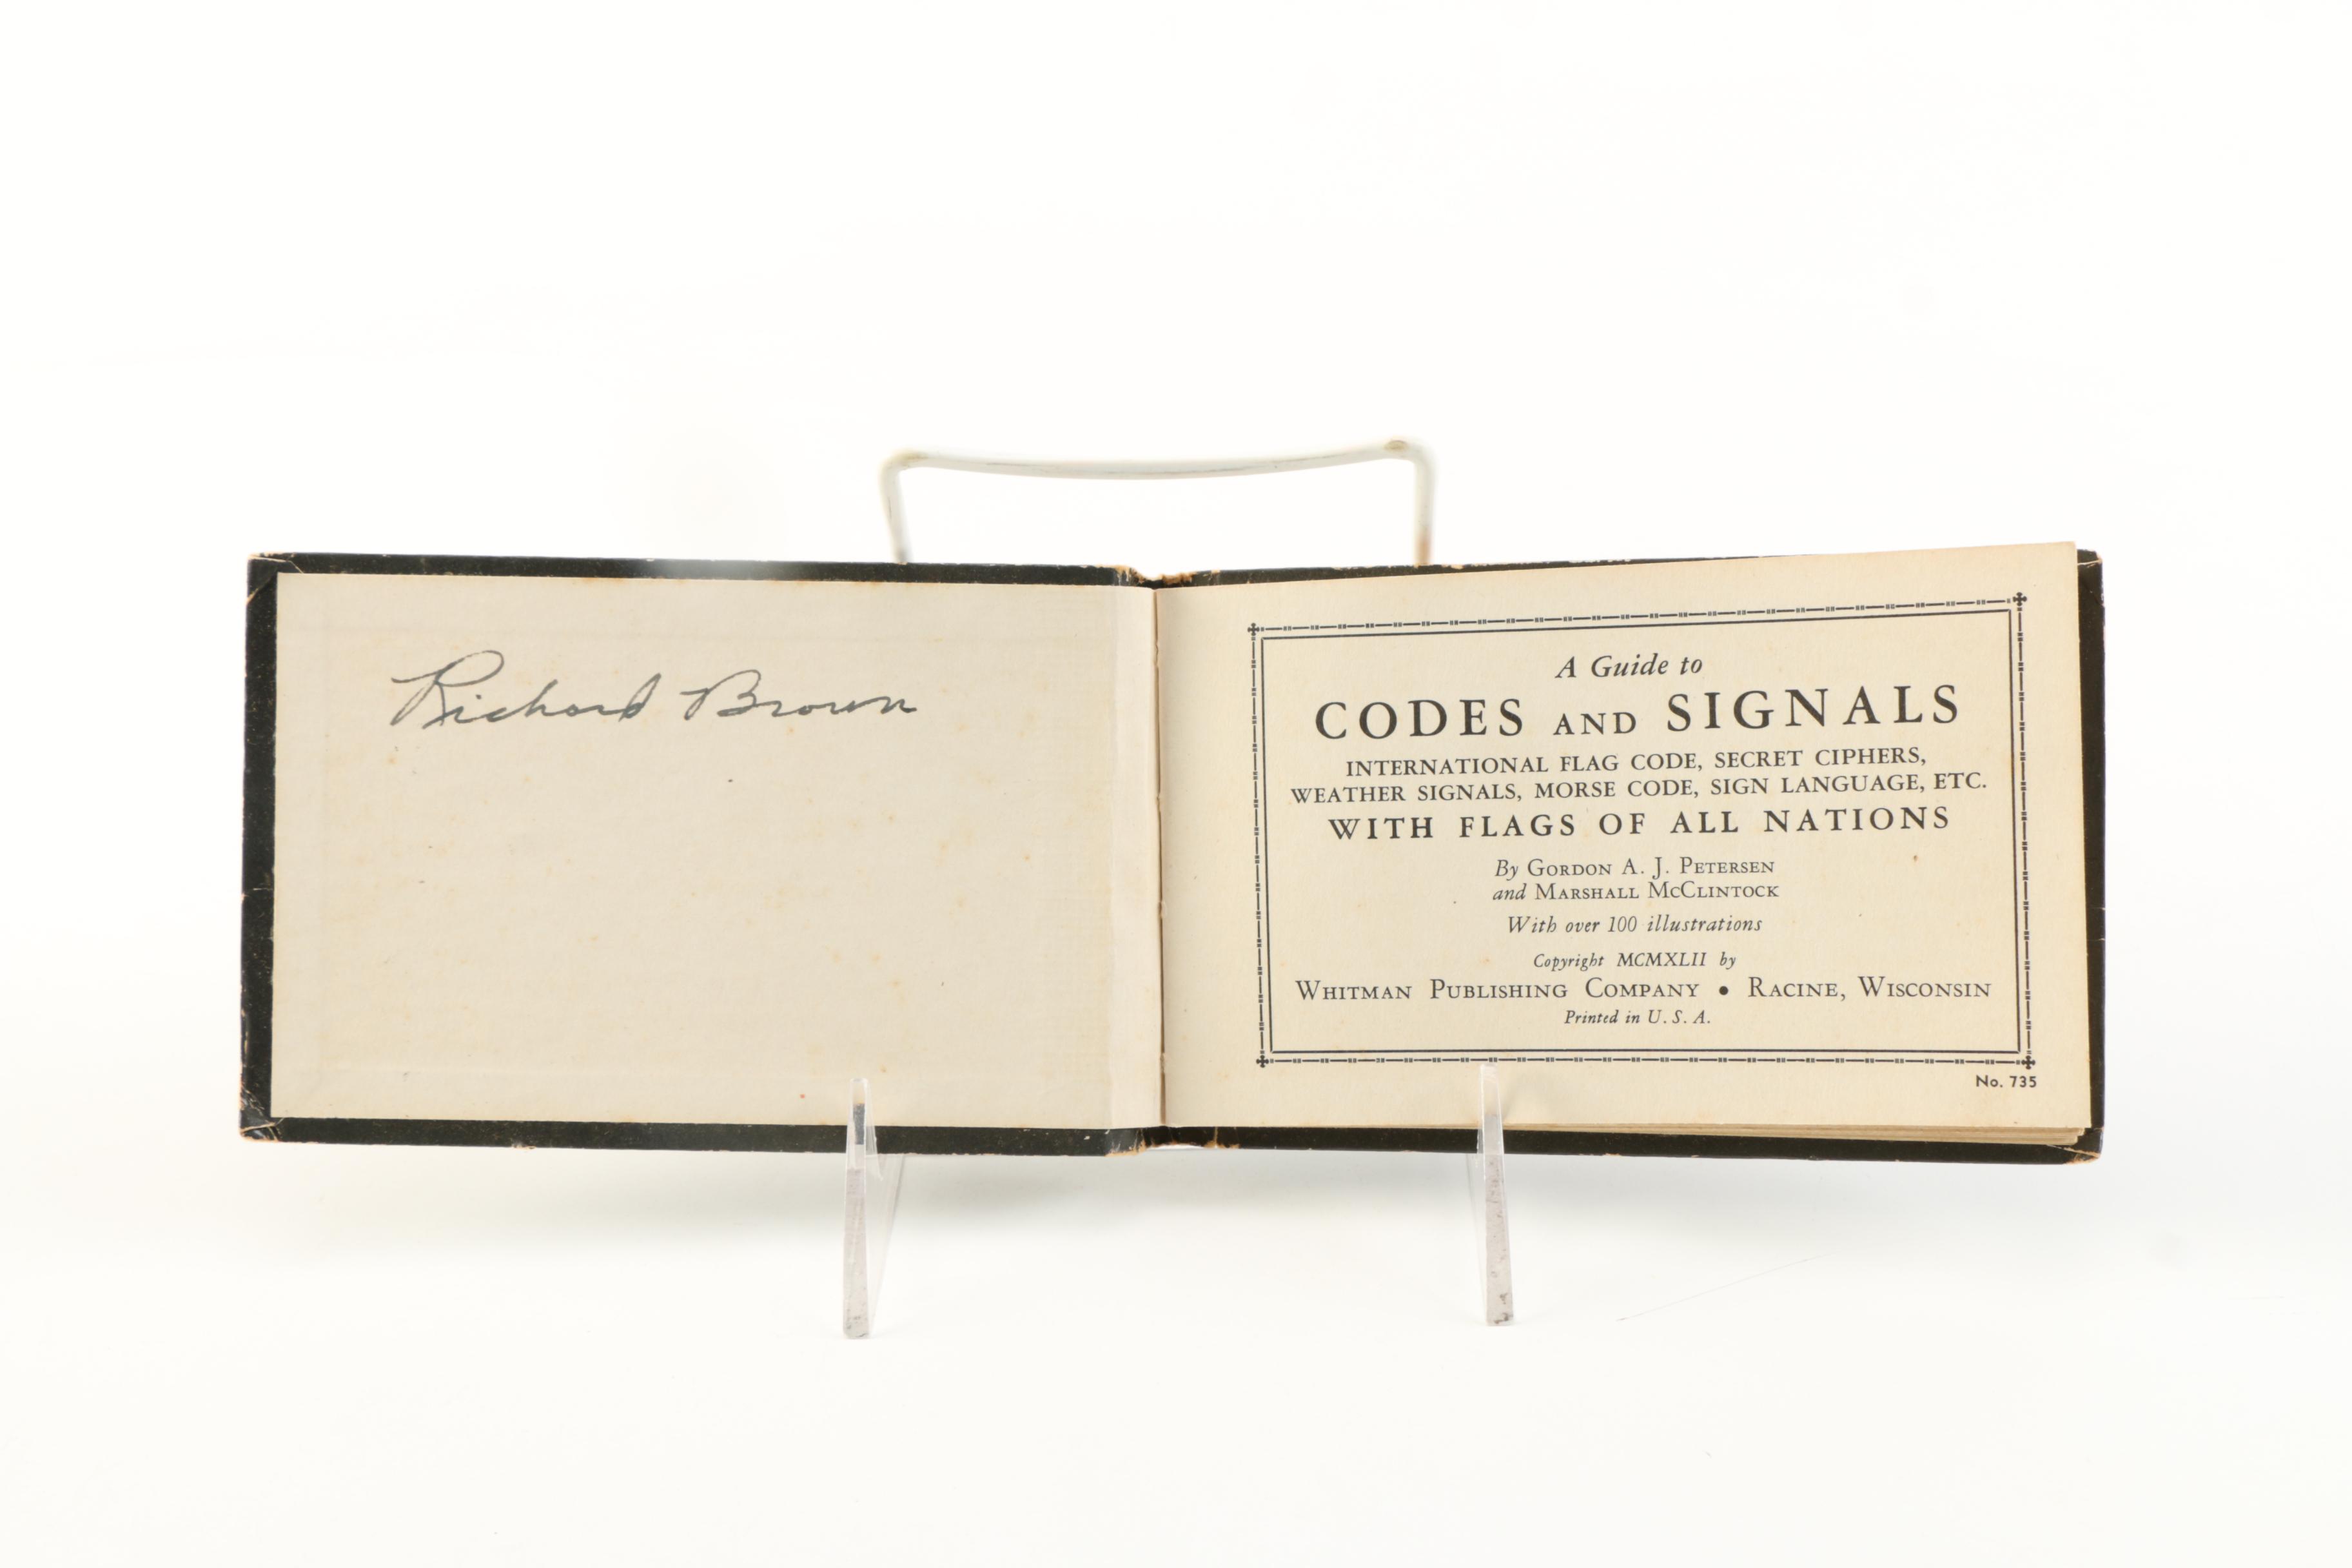 Richard Brown
A Guide to
CODES AND SIGNALS
INTERNATIONAL FLAG CODE, SECRET CIPHERS,
WEATHER SIGNALS, MORSE CODE, SIGN LANGUAGE, ETC.
WITH FLAGS OF ALL NATIONS
By GORDON A. J. PETERSEN
and MARSHALL MCCLINTOCK
With over 100 illustrations
Copyright MCMXLII by
WHITMAN PUBLISHING COMPANY • RACINE, WISCONSIN
Printed in U. S. A.
No. 735